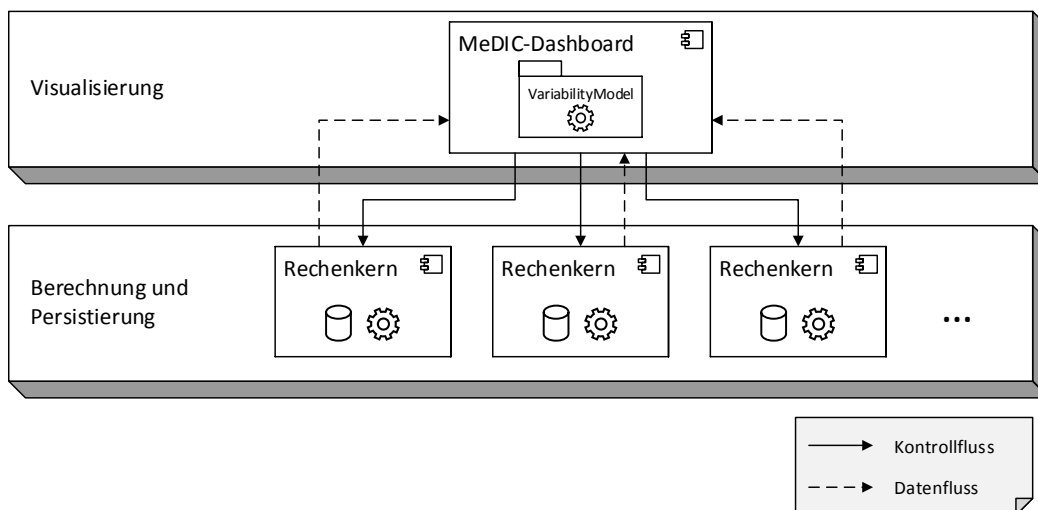 MeDIC-Dashboard
Visualisierung
VariabilityModel
Rechenkern
Rechenkern
Rechenkern
Berechnung und
Persistierung
...
Kontrollfluss
Datenfluss